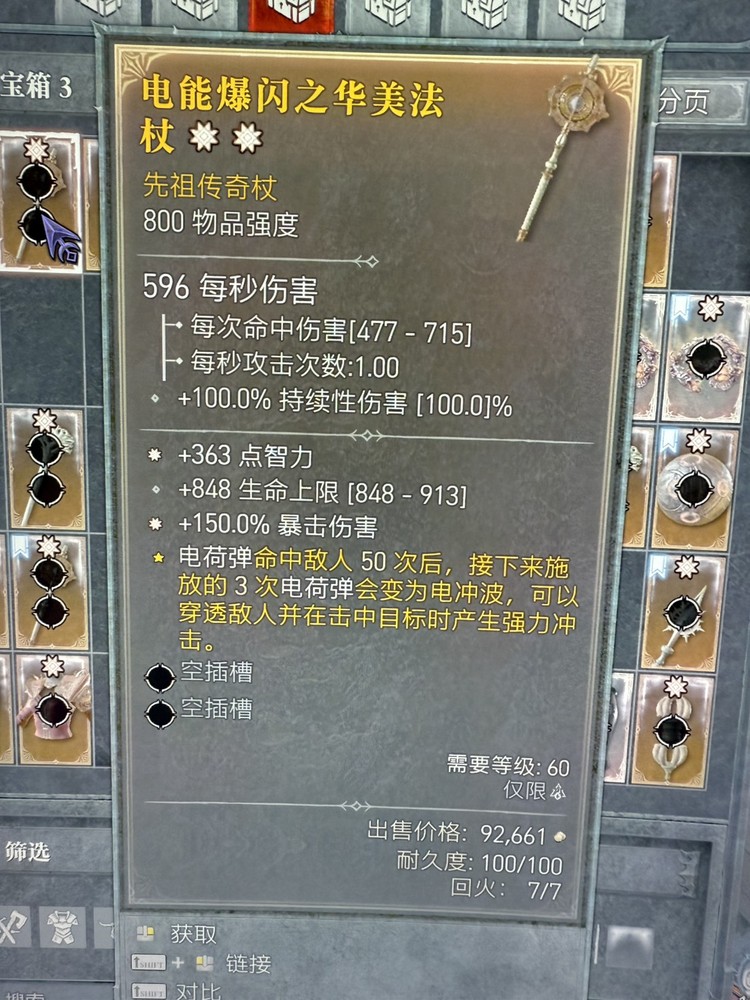 宝箱 3
分页
电能爆闪之华美法
杖
先祖传奇杖
800 物品强度
596 每秒伤害
每次命中伤害[477 - 715]
每秒攻击次数:1.00
+100.0% 持续性伤害 [100.0]%
+363 点智力
+848 生命上限 [848 - 913]
+150.0% 暴击伤害
电荷弹命中敌人 50 次后，接下来施
放的 3 次电荷弹会变为电冲波，可以
穿透敌人并在击中目标时产生强力冲
击。
空插槽
空插槽
需要等级: 60
仅限
出售价格: 92,661
耐久度: 100/100
回火: 7/7
筛选
获取
SHIFT + 链接
SHIFT 对比
搜索